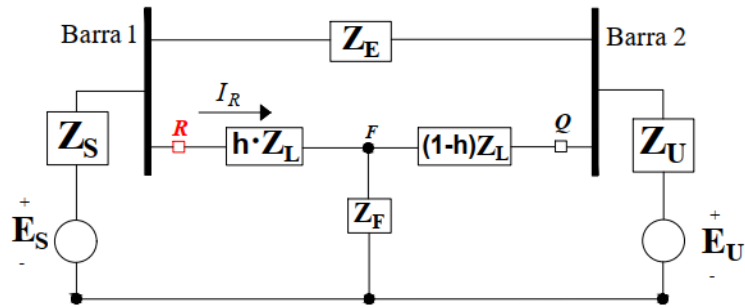 Barra 1
Z_E
Barra 2
I_R
R
F
Q
Z_S
h·Z_L
(1-h)Z_L
Z_U
Z_F
+
E_S
-
+
E_U
-